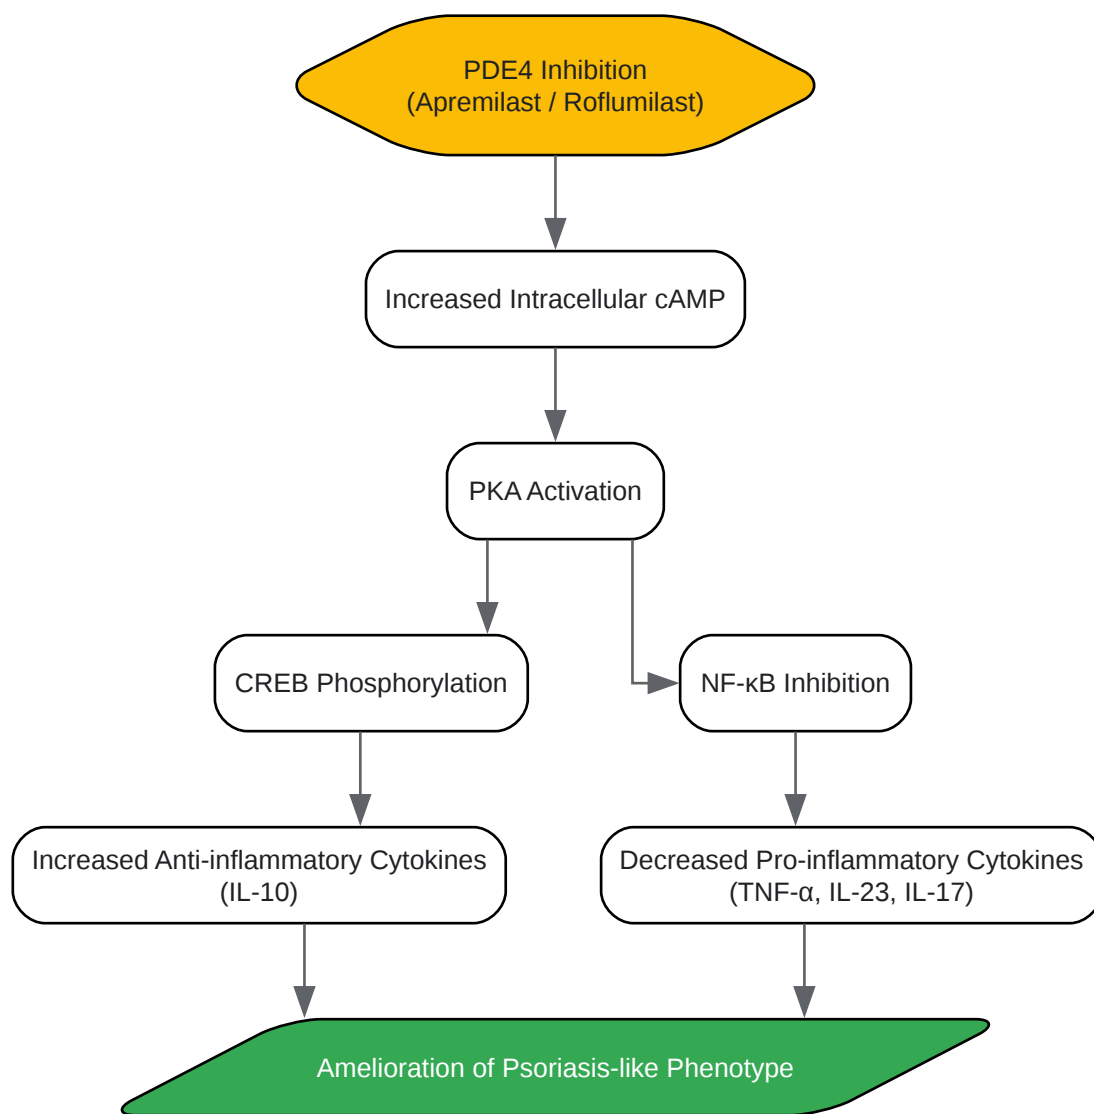 PDE4 Inhibition
(Apremilast / Roflumilast)
Increased Intracellular cAMP
PKA Activation
CREB Phosphorylation
NF-κB Inhibition
Increased Anti-inflammatory Cytokines
(IL-10)
Decreased Pro-inflammatory Cytokines
(TNF-α, IL-23, IL-17)
Amelioration of Psoriasis-like Phenotype